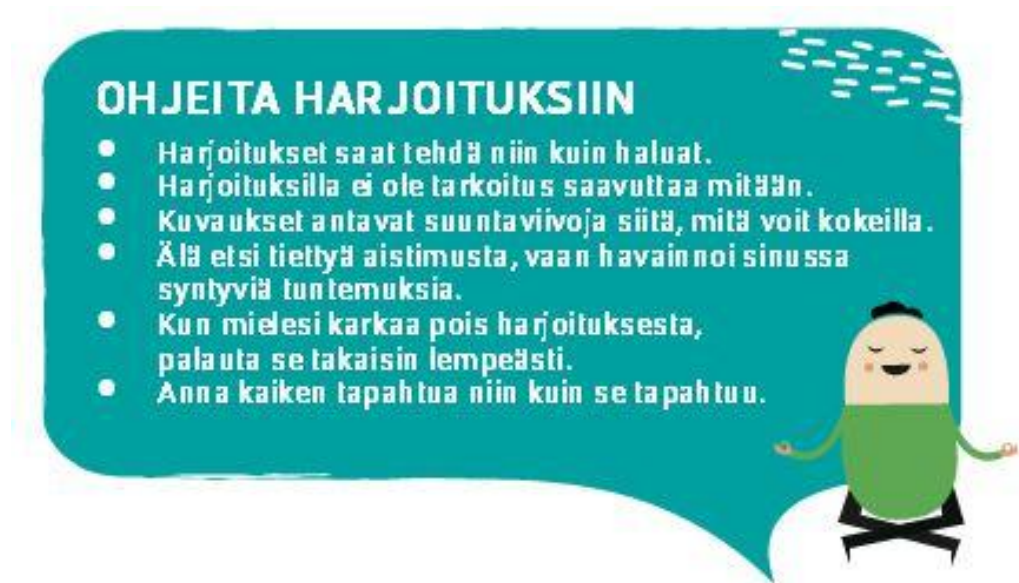 OHJEITA HARJOITUKSIIN
• Harjoitukset saat tehdä niin kuin haluat.
• Harjoituksilla ei ole tarkoitus saavuttaa mitään.
• Kuvaukset antavat suuntaviivoja siitä, mitä voit kokeilla.
• Älä etsi tiettyä aistimusta, vaan havainnoi sinussa
syntyviä tuntemuksia.
• Kun mielesi karkaa pois harjoituksesta,
palauta se takaisin lempeästi.
• Anna kaiken tapahtua niin kuin se tapahtuu.